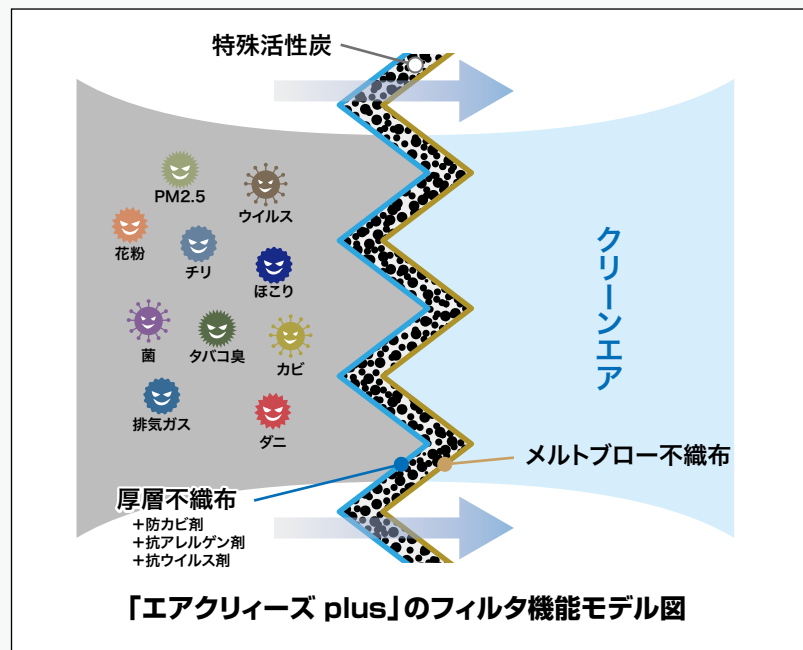 特殊活性炭
PM2.5
ウイルス
花粉
チリ
ほこり
菌
タバコ臭
カビ
排気ガス
ダニ
クリーンエア
メルトブロー不織布
厚層不織布
+防カビ剤
+抗アレルゲン剤
+抗ウイルス剤
「エアクリィーズ plus」のフィルタ機能モデル図